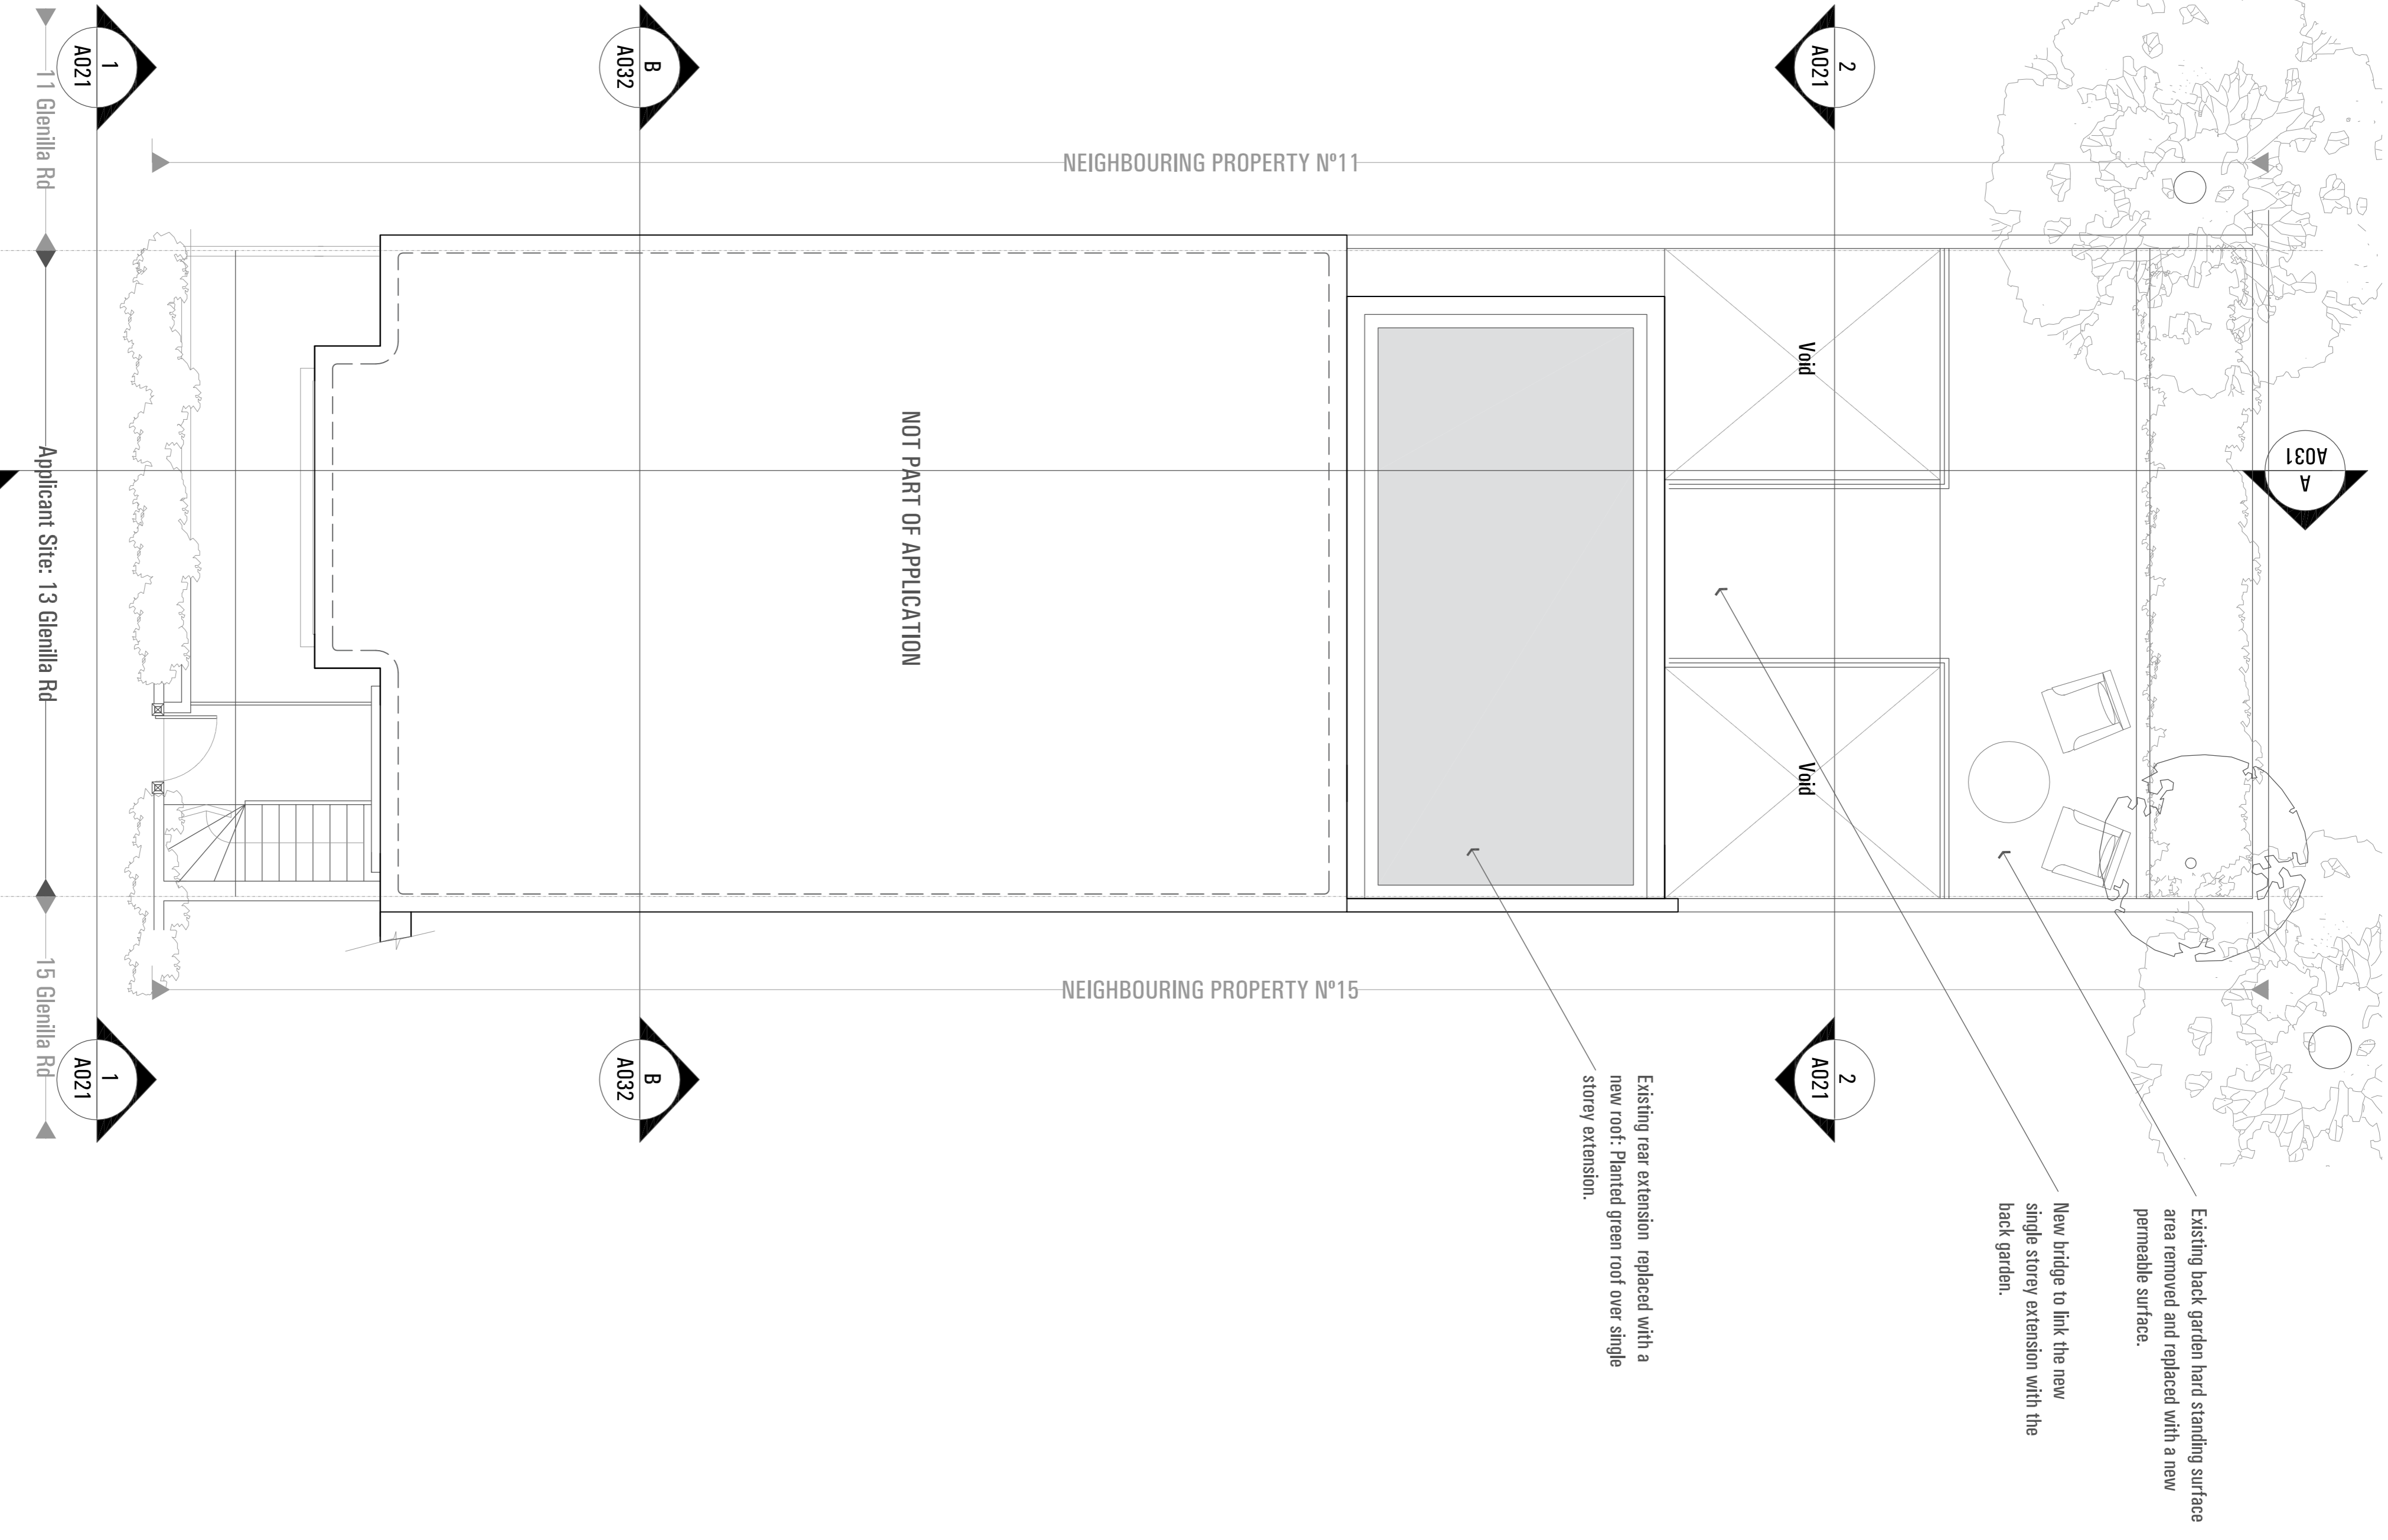 1
A021
B
A032
2
A021
11 Glenilla Rd
NEIGHBOURING PROPERTY Nº11
Void
A
A031
NOT PART OF APPLICATION
Applicant Site: 13 Glenilla Rd
Void
15 Glenilla Rd
NEIGHBOURING PROPERTY Nº15
1
A021
B
A032
2
A021
Existing rear extension replaced with a
new roof: Planted green roof over single
storey extension.
New bridge to link the new
single storey extension with the
back garden.
Existing back garden hard standing surface
area removed and replaced with a new
permeable surface.